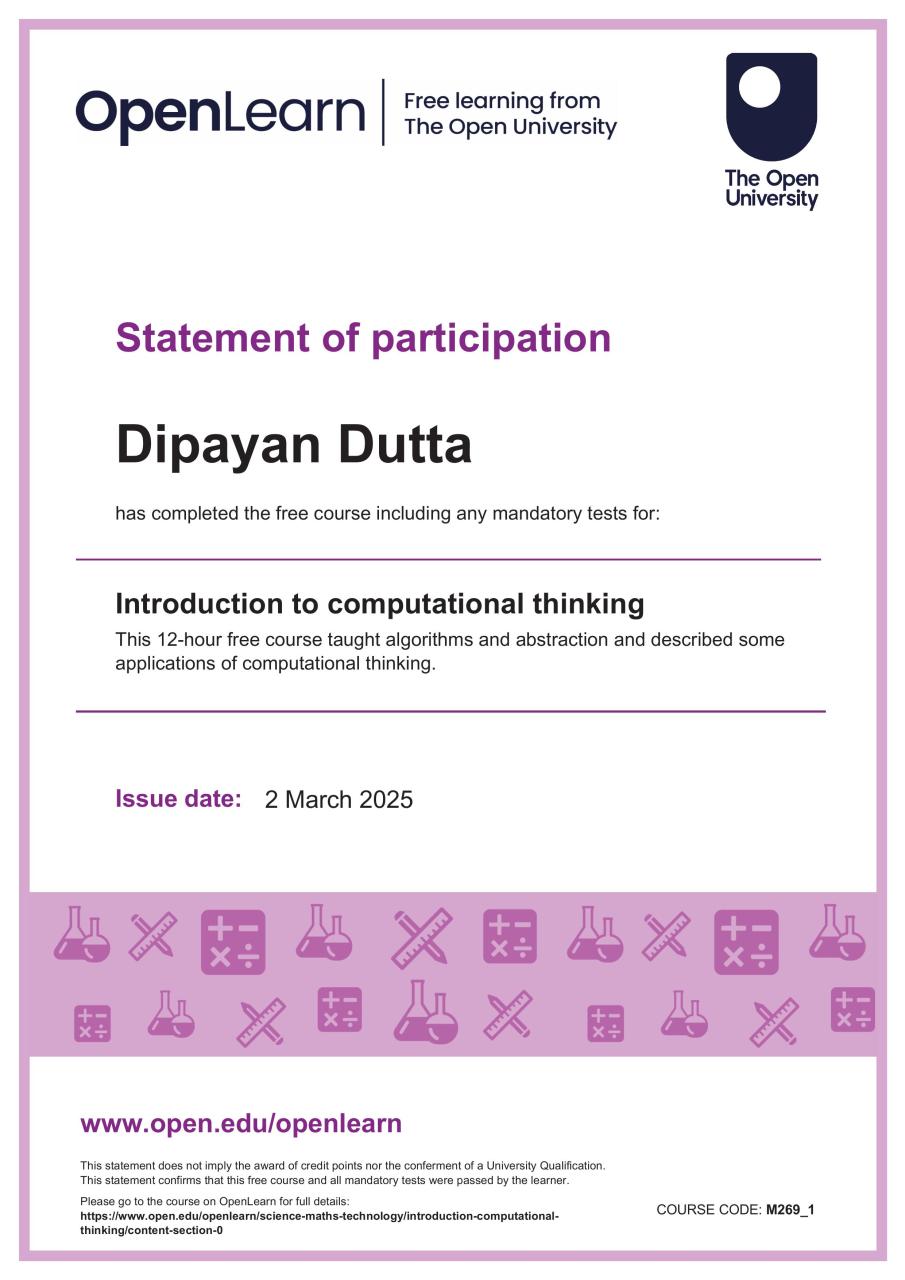 OpenLearn
Free learning from
The Open University
The Open
University
Statement of participation
Dipayan Dutta
has completed the free course including any mandatory tests for:
Introduction to computational thinking
This 12-hour free course taught algorithms and abstraction and described some
applications of computational thinking.
Issue date: 2 March 2025
www.open.edu/openlearn
This statement does not imply the award of credit points nor the conferment of a University Qualification.
This statement confirms that this free course and all mandatory tests were passed by the learner.
Please go to the course on OpenLearn for full details:
https://www.open.edu/openlearn/science-maths-technology/introduction-computational-
thinking/content-section-0
COURSE CODE: M269_1